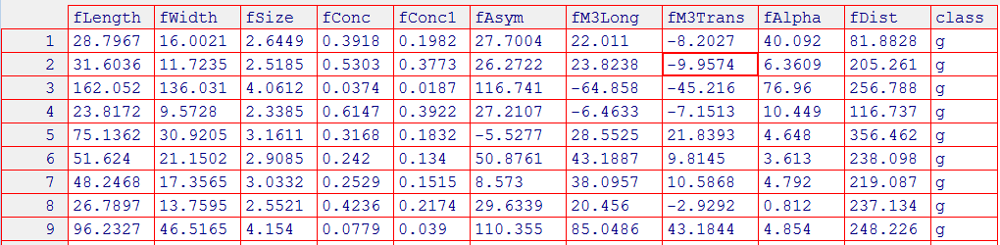 fLength fWidth fSize fConc fConc1 fAsym fM3Long fM3Trans fAlpha fDist class
1 28.7967 16.0021 2.6449 0.3918 0.1982 27.7004 22.011 -8.2027 40.092 81.8828 g
2 31.6036 11.7235 2.5185 0.5303 0.3773 26.2722 23.8238 -9.9574 6.3609 205.261 g
3 162.052 136.031 4.0612 0.0374 0.0187 116.741 -64.858 -45.216 76.96 256.788 g
4 23.8172 9.5728 2.3385 0.6147 0.3922 27.2107 -6.4633 -7.1513 10.449 116.737 g
5 75.1362 30.9205 3.1611 0.3168 0.1832 -5.5277 28.5525 21.8393 4.648 356.462 g
6 51.624 21.1502 2.9085 0.242 0.134 50.8761 43.1887 9.8145 3.613 238.098 g
7 48.2468 17.3565 3.0332 0.2529 0.1515 8.573 38.0957 10.5868 4.792 219.087 g
8 26.7897 13.7595 2.5521 0.4236 0.2174 29.6339 20.456 -2.9292 0.812 237.134 g
9 96.2327 46.5165 4.154 0.0779 0.039 110.355 85.0486 43.1844 4.854 248.226 g